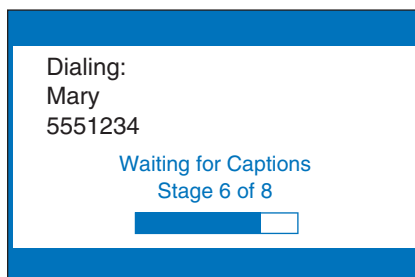 Dialing:
Mary
5551234
Waiting for Captions
Stage 6 of 8